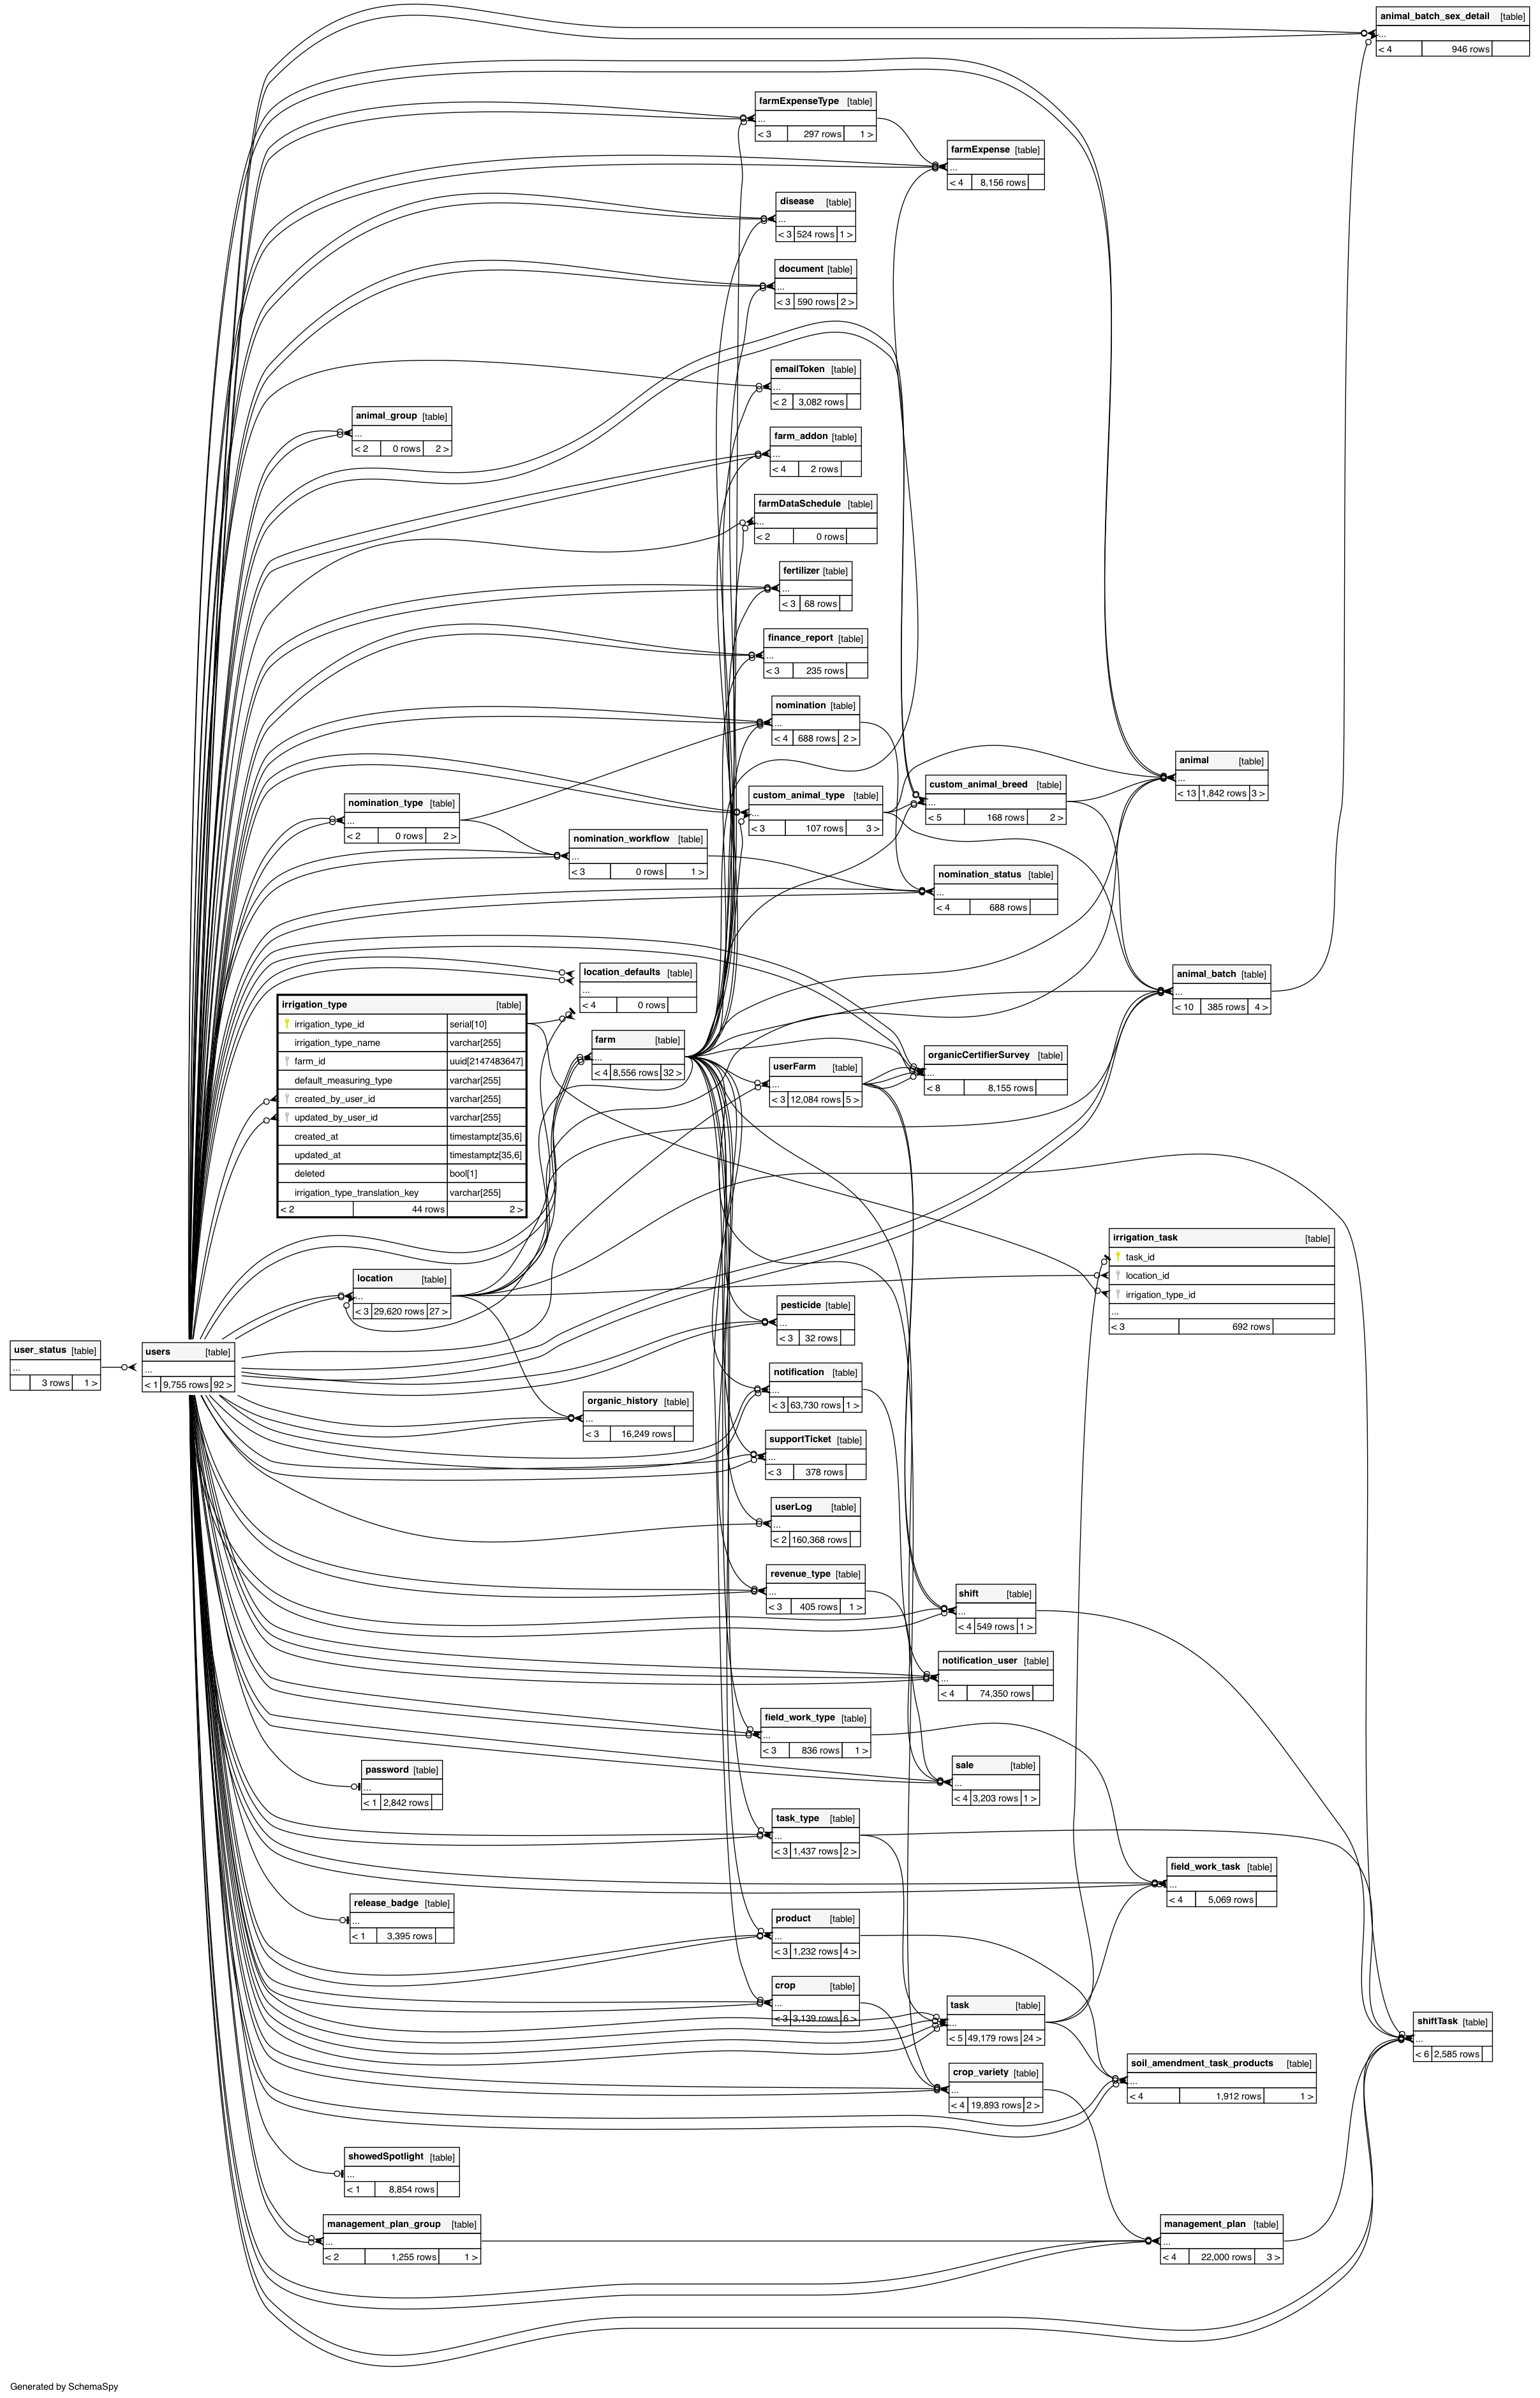 animal_batch_sex_detail [table]
...
< 4 946 rows
farmExpenseType [table]
...
< 3 297 rows 1 >
farmExpense [table]
...
< 4 8,156 rows
disease [table]
...
< 3 524 rows 1 >
document [table]
...
< 3 590 rows 2 >
emailToken [table]
...
< 2 3,082 rows
animal_group [table]
...
< 2 0 rows 2 >
farm_addon [table]
...
< 4 2 rows
farmDataSchedule [table]
...
< 2 0 rows
fertilizer [table]
...
< 3 68 rows
finance_report [table]
...
< 3 235 rows
nomination [table]
...
< 4 688 rows 2 >
animal [table]
...
< 13 1,842 rows 3 >
custom_animal_breed [table]
...
< 5 168 rows 2 >
custom_animal_type [table]
...
< 3 107 rows 3 >
nomination_type [table]
...
< 2 0 rows 2 >
nomination_workflow [table]
...
< 3 0 rows 1 >
nomination_status [table]
...
< 4 688 rows
location_defaults [table]
...
< 4 0 rows
animal_batch [table]
...
< 10 385 rows 4 >
irrigation_type [table]
irrigation_type_id serial[10]
irrigation_type_name varchar[255]
farm_id uuid[2147483647]
default_measuring_type varchar[255]
created_by_user_id varchar[255]
updated_by_user_id varchar[255]
created_at timestamptz[35,6]
updated_at timestamptz[35,6]
deleted bool[1]
irrigation_type_translation_key varchar[255]
< 2 44 rows 2 >
farm [table]
...
< 4 8,556 rows 32 >
userFarm [table]
...
< 3 12,084 rows 5 >
organicCertifierSurvey [table]
...
< 8 8,155 rows
irrigation_task [table]
task_id
location_id
irrigation_type_id
...
< 3 692 rows
location [table]
...
< 3 29,620 rows 27 >
pesticide [table]
...
< 3 32 rows
user_status [table]
...
3 rows 1 >
users [table]
...
< 1 9,755 rows 92 >
notification [table]
...
< 3 63,730 rows 1 >
organic_history [table]
...
< 3 16,249 rows
supportTicket [table]
...
< 3 378 rows
userLog [table]
...
< 2 160,368 rows
revenue_type [table]
...
< 3 405 rows 1 >
shift [table]
...
< 4 549 rows 1 >
notification_user [table]
...
< 4 74,350 rows
field_work_type [table]
...
< 3 836 rows 1 >
password [table]
...
< 1 2,842 rows
sale [table]
...
< 4 3,203 rows 1 >
task_type [table]
...
< 3 1,437 rows 2 >
field_work_task [table]
...
< 4 5,069 rows
release_badge [table]
...
< 1 3,395 rows
product [table]
...
< 3 1,232 rows 4 >
crop [table]
...
< 3 3,139 rows 6 >
task [table]
...
< 5 49,179 rows 24 >
shiftTask [table]
...
< 6 2,585 rows
soil_amendment_task_products [table]
...
< 4 1,912 rows 1 >
crop_variety [table]
...
< 4 19,893 rows 2 >
showedSpotlight [table]
...
< 1 8,854 rows
management_plan_group [table]
...
< 2 1,255 rows 1 >
management_plan [table]
...
< 4 22,000 rows 3 >
Generated by SchemaSpy